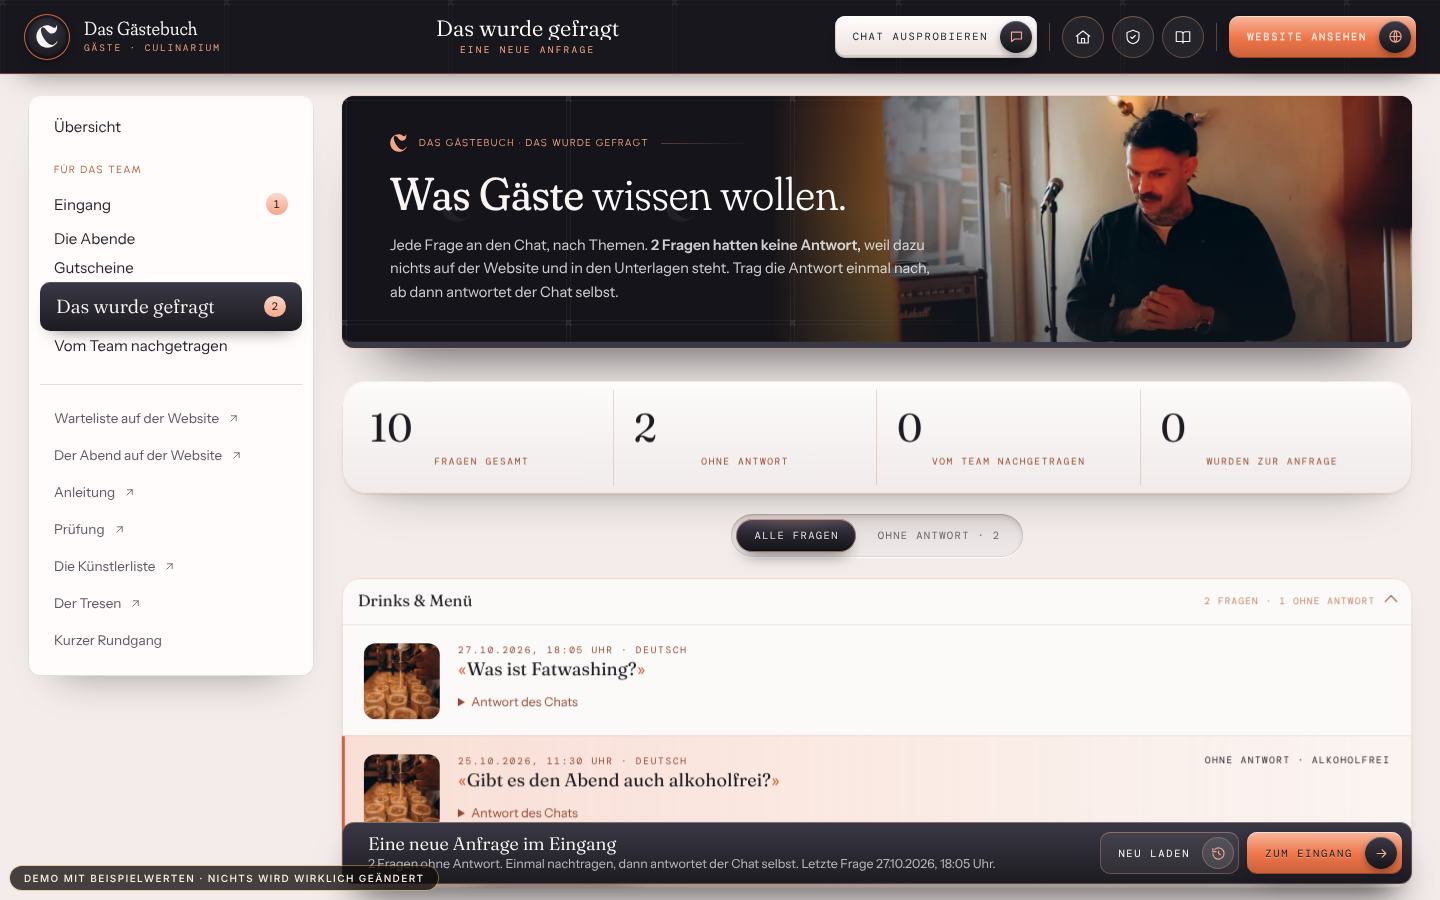 Das Gästebuch
GÄSTE · CULINARIUM
Das wurde gefragt
EINE NEUE ANFRAGE
CHAT AUSPROBIEREN
WEBSITE ANSEHEN
Übersicht
FÜR DAS TEAM
Eingang 1
Die Abende
Gutscheine
Das wurde gefragt 2
Vom Team nachgetragen
Warteliste auf der Website ↗
Der Abend auf der Website ↗
Anleitung ↗
Prüfung ↗
Die Künstlerliste ↗
Der Tresen ↗
Kurzer Rundgang
DAS GÄSTEBUCH · DAS WURDE GEFRAGT
Was Gäste wissen wollen.
Jede Frage an den Chat, nach Themen. 2 Fragen hatten keine Antwort, weil dazu
nichts auf der Website und in den Unterlagen steht. Trag die Antwort einmal nach,
ab dann antwortet der Chat selbst.
Marshall
10
FRAGEN GESAMT
2
OHNE ANTWORT
0
VOM TEAM NACHGETRAGEN
0
WURDEN ZUR ANFRAGE
ALLE FRAGEN
OHNE ANTWORT · 2
Drinks & Menü
2 FRAGEN · 1 OHNE ANTWORT
27.10.2026, 18:05 UHR · DEUTSCH
«Was ist Fatwashing?»
▶ Antwort des Chats
25.10.2026, 11:30 UHR · DEUTSCH
OHNE ANTWORT · ALKOHOLFREI
«Gibt es den Abend auch alkoholfrei?»
▶ Antwort des Chats
Eine neue Anfrage im Eingang
2 Fragen ohne Antwort. Einmal nachtragen, dann antwortet der Chat selbst. Letzte Frage 27.10.2026, 18:05 Uhr.
NEU LADEN
ZUM EINGANG
DEMO MIT BEISPIELWERTEN · NICHTS WIRD WIRKLICH GEÄNDERT